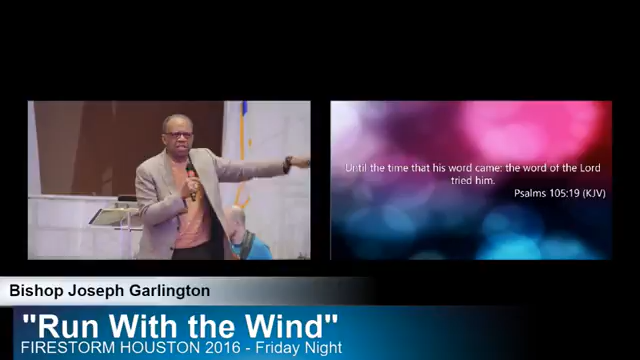 Until the time that his word came: the word of the Lord
tried him.
Psalms 105:19 (KJV)
Bishop Joseph Garlington
"Run With the Wind"
FIRESTORM HOUSTON 2016 - Friday Night